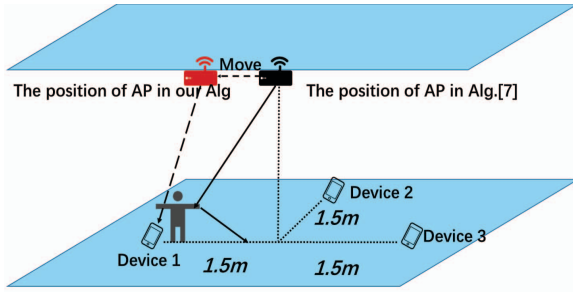 Move
The position of AP in our Alg
The position of AP in Alg.[7]
Device 2
1.5m
Device 3
Device 1
1.5m
1.5m